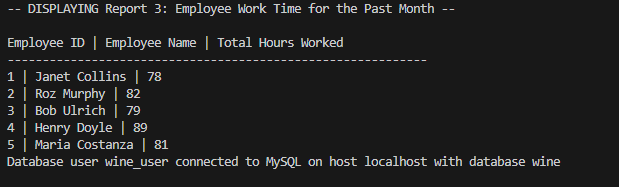 -- DISPLAYING Report 3: Employee Work Time for the Past Month --
Employee ID | Employee Name | Total Hours Worked
------------------------------------------------------------
1 | Janet Collins | 78
2 | Roz Murphy | 82
3 | Bob Ulrich | 79
4 | Henry Doyle | 89
5 | Maria Costanza | 81
Database user wine_user connected to MySQL on host localhost with database wine